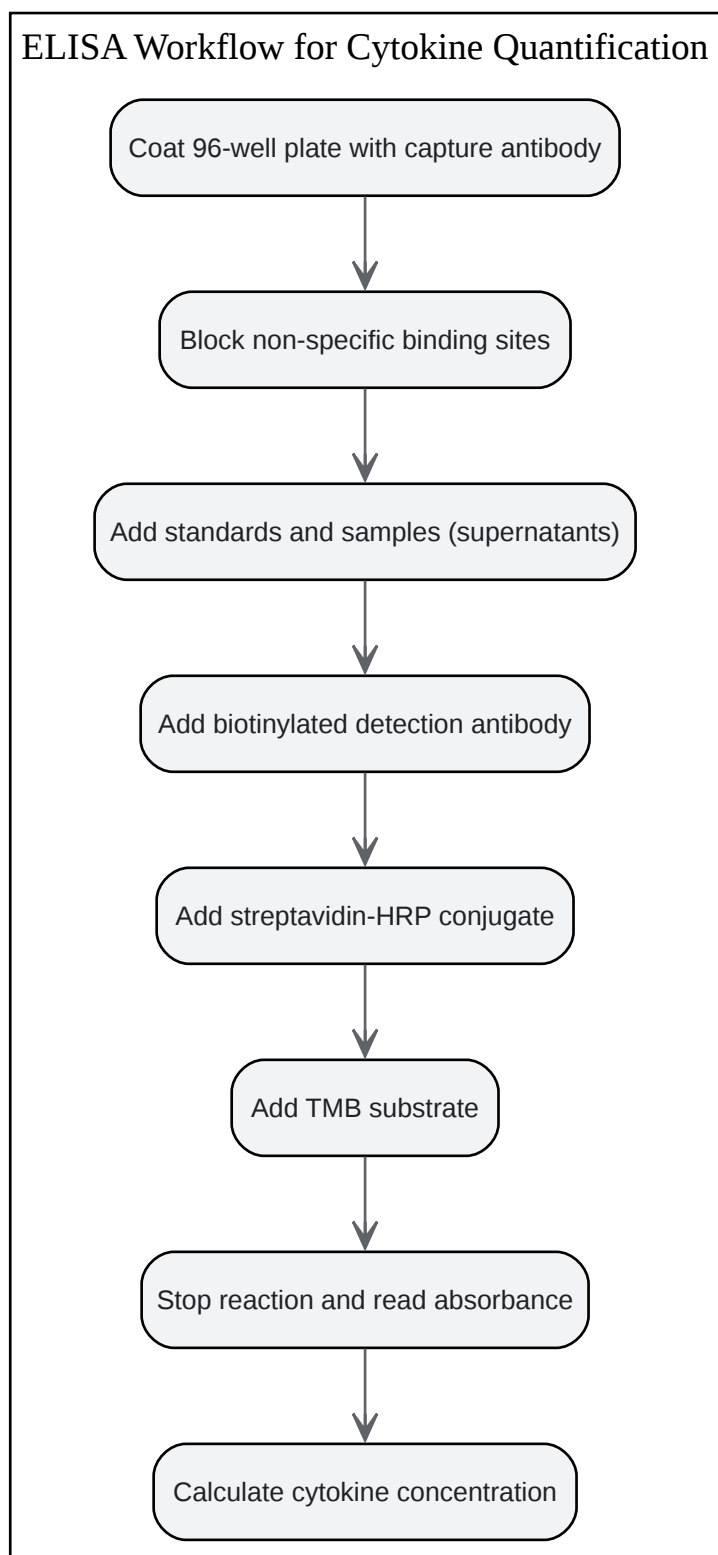 ELISA Workflow for Cytokine Quantification
Coat 96-well plate with capture antibody
Block non-specific binding sites
Add standards and samples (supernatants)
Add biotinylated detection antibody
Add streptavidin-HRP conjugate
Add TMB substrate
Stop reaction and read absorbance
Calculate cytokine concentration